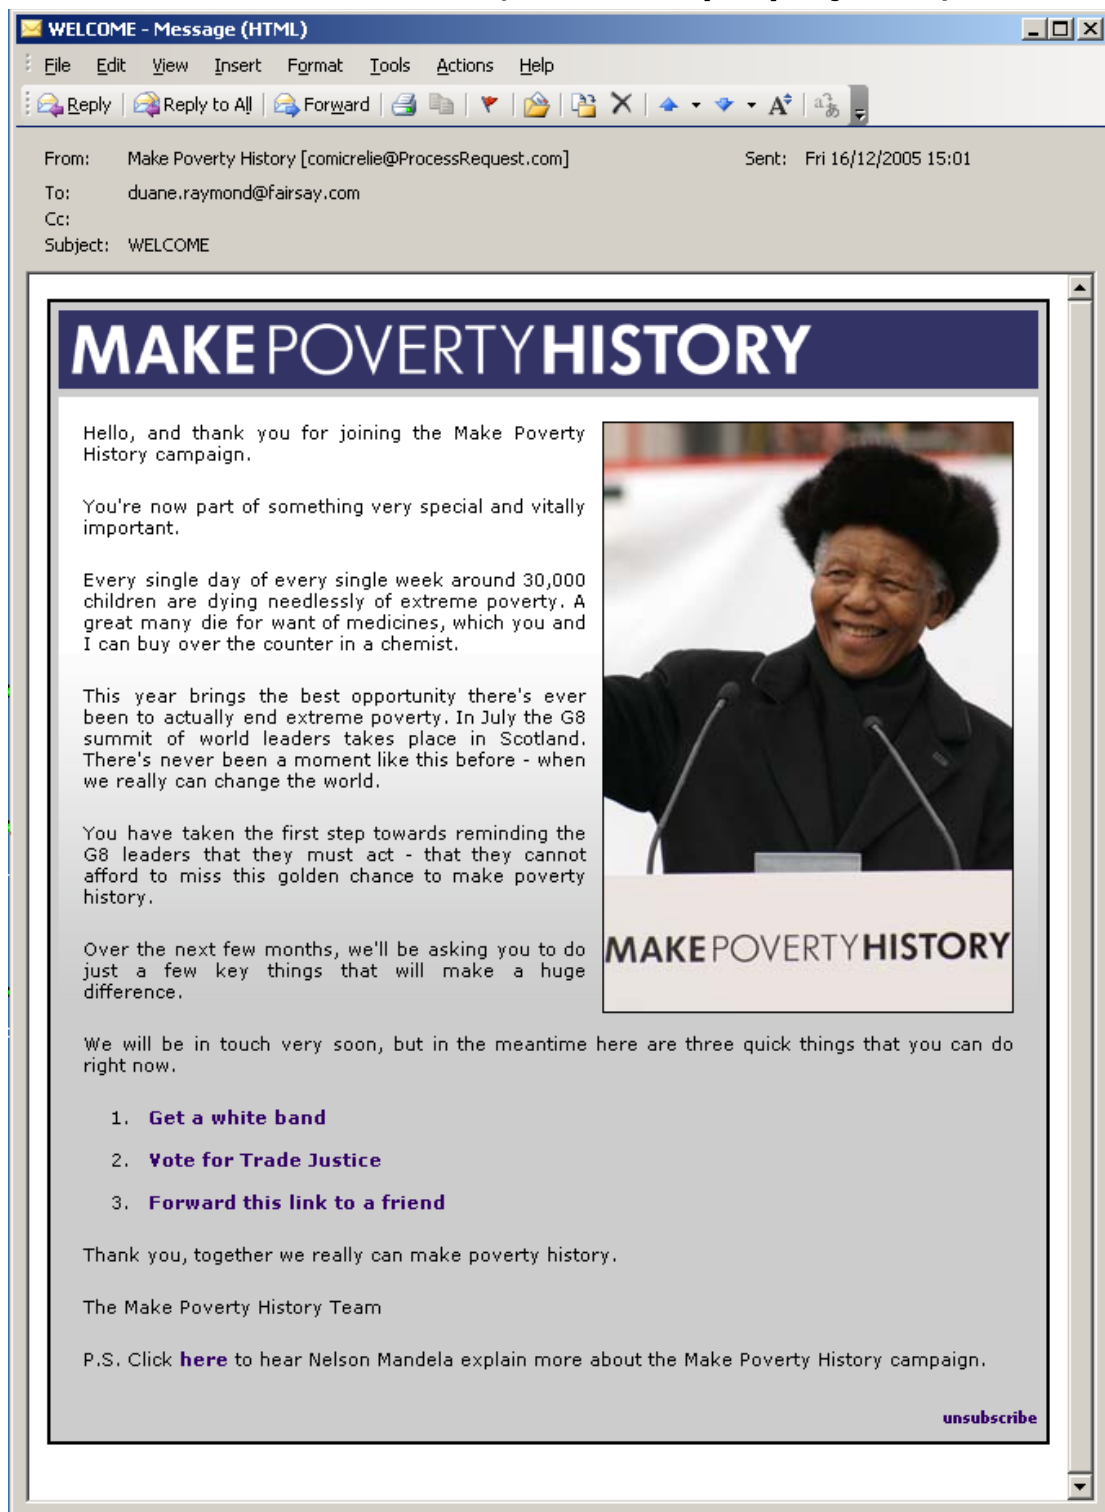 WELCOME - Message (HTML)
File Edit View Insert Format Tools Actions Help
Reply Reply to All Forward
From: Make Poverty History [comicrelie@ProcessRequest.com] Sent: Fri 16/12/2005 15:01
To: duane.raymond@fairsay.com
Cc:
Subject: WELCOME
MAKEPOVERTYHISTORY
Hello, and thank you for joining the Make Poverty
History campaign.
You're now part of something very special and vitally
important.
Every single day of every single week around 30,000
children are dying needlessly of extreme poverty. A
great many die for want of medicines, which you and
I can buy over the counter in a chemist.
This year brings the best opportunity there's ever
been to actually end extreme poverty. In July the G8
summit of world leaders takes place in Scotland.
There's never been a moment like this before - when
we really can change the world.
You have taken the first step towards reminding the
G8 leaders that they must act - that they cannot
afford to miss this golden chance to make poverty
history.
Over the next few months, we'll be asking you to do
just a few key things that will make a huge
difference.
MAKEPOVERTYHISTORY
We will be in touch very soon, but in the meantime here are three quick things that you can do
right now.
1. Get a white band
2. Vote for Trade Justice
3. Forward this link to a friend
Thank you, together we really can make poverty history.
The Make Poverty History Team
P.S. Click here to hear Nelson Mandela explain more about the Make Poverty History campaign.
unsubscribe